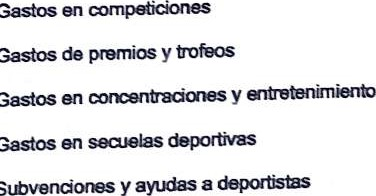 Gastos en competiciones
Gastos de premios y trofeos
Gastos en concentraciones y entretenimiento
Gastos en secuelas deportivas
Subvenciones y ayudas a deportistas